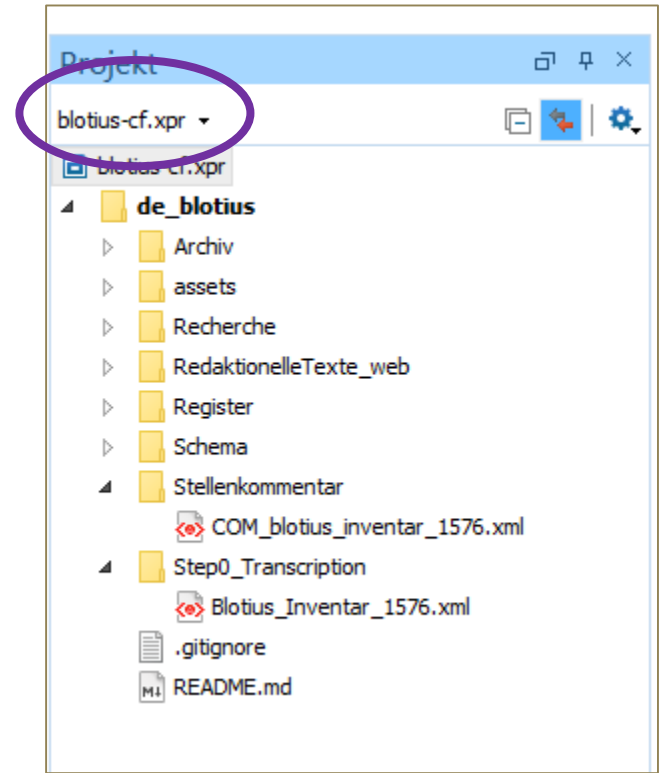 Projekt
blotius-cf.xpr
blotius-cf.xpr
de_blotius
Archiv
assets
Recherche
RedaktionelleTexte_web
Register
Schema
Stellenkommentar
COM_blotius_inventar_1576.xml
Step0_Transcription
Blotius_Inventar_1576.xml
.gitignore
README.md